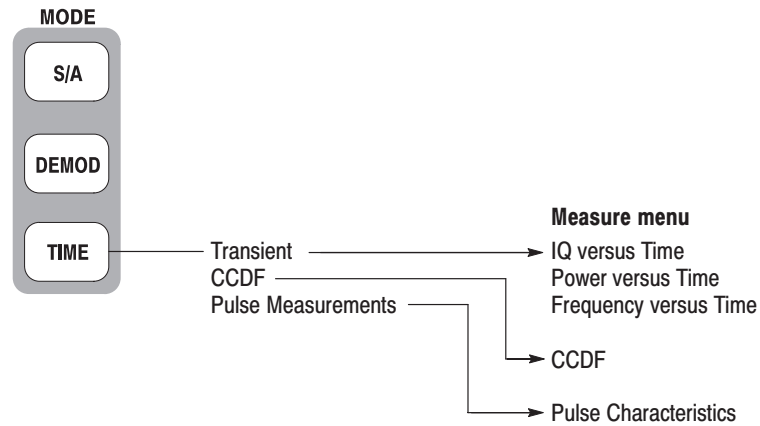 MODE
S/A
DEMOD
TIME
Transient
CCDF
Pulse Measurements
Measure menu
IQ versus Time
Power versus Time
Frequency versus Time
CCDF
Pulse Characteristics